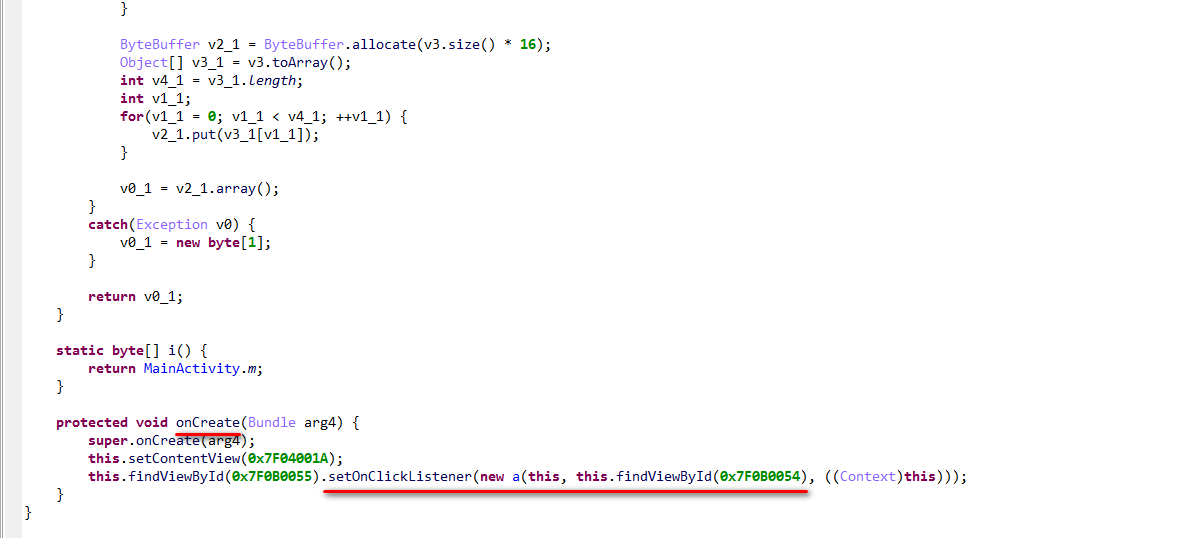 }

            ByteBuffer v2_1 = ByteBuffer.allocate(v3.size() * 16);
            Object[] v3_1 = v3.toArray();
            int v4_1 = v3_1.length;
            int v1_1;
            for(v1_1 = 0; v1_1 < v4_1; ++v1_1) {
                v2_1.put(v3_1[v1_1]);
            }

            v0_1 = v2_1.array();
        }
        catch(Exception v0) {
            v0_1 = new byte[1];
        }

        return v0_1;
    }

    static byte[] i() {
        return MainActivity.m;
    }

    protected void onCreate(Bundle arg4) {
        super.onCreate(arg4);
        this.setContentView(0x7F04001A);
        this.findViewById(0x7F0B0055).setOnClickListener(new a(this, this.findViewById(0x7F0B0054), ((Context)this)));
    }
}